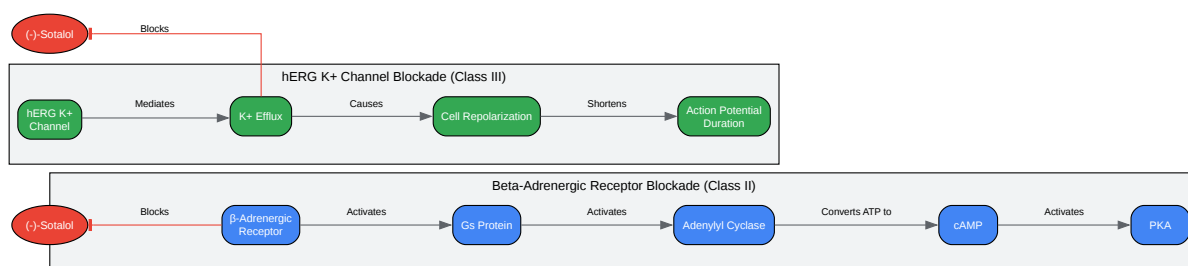 (-)-Sotalol
Blocks
hERG K+ Channel Blockade (Class III)
hERG K+
Channel
Mediates
K+ Efflux
Causes
Cell Repolarization
Shortens
Action Potential
Duration
Beta-Adrenergic Receptor Blockade (Class II)
(-)-Sotalol
Blocks
β-Adrenergic
Receptor
Activates
Gs Protein
Activates
Adenylyl Cyclase
Converts ATP to
cAMP
Activates
PKA